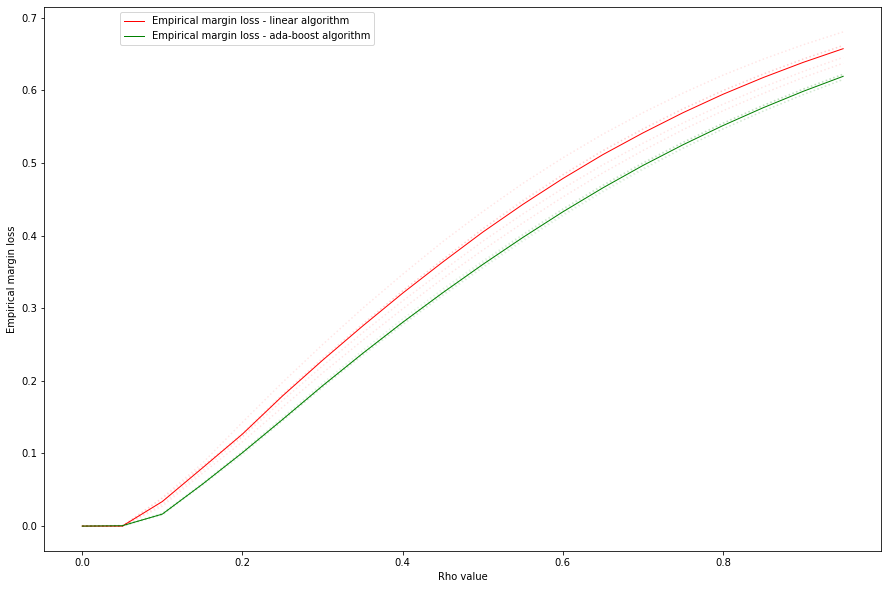 Empirical margin loss - linear algorithm
Empirical margin loss - ada-boost algorithm
0.7
0.6
0.5
0.4
0.3
0.2
0.1
0.0
Empirical margin loss
0.0 0.2 0.4 0.6 0.8
Rho value